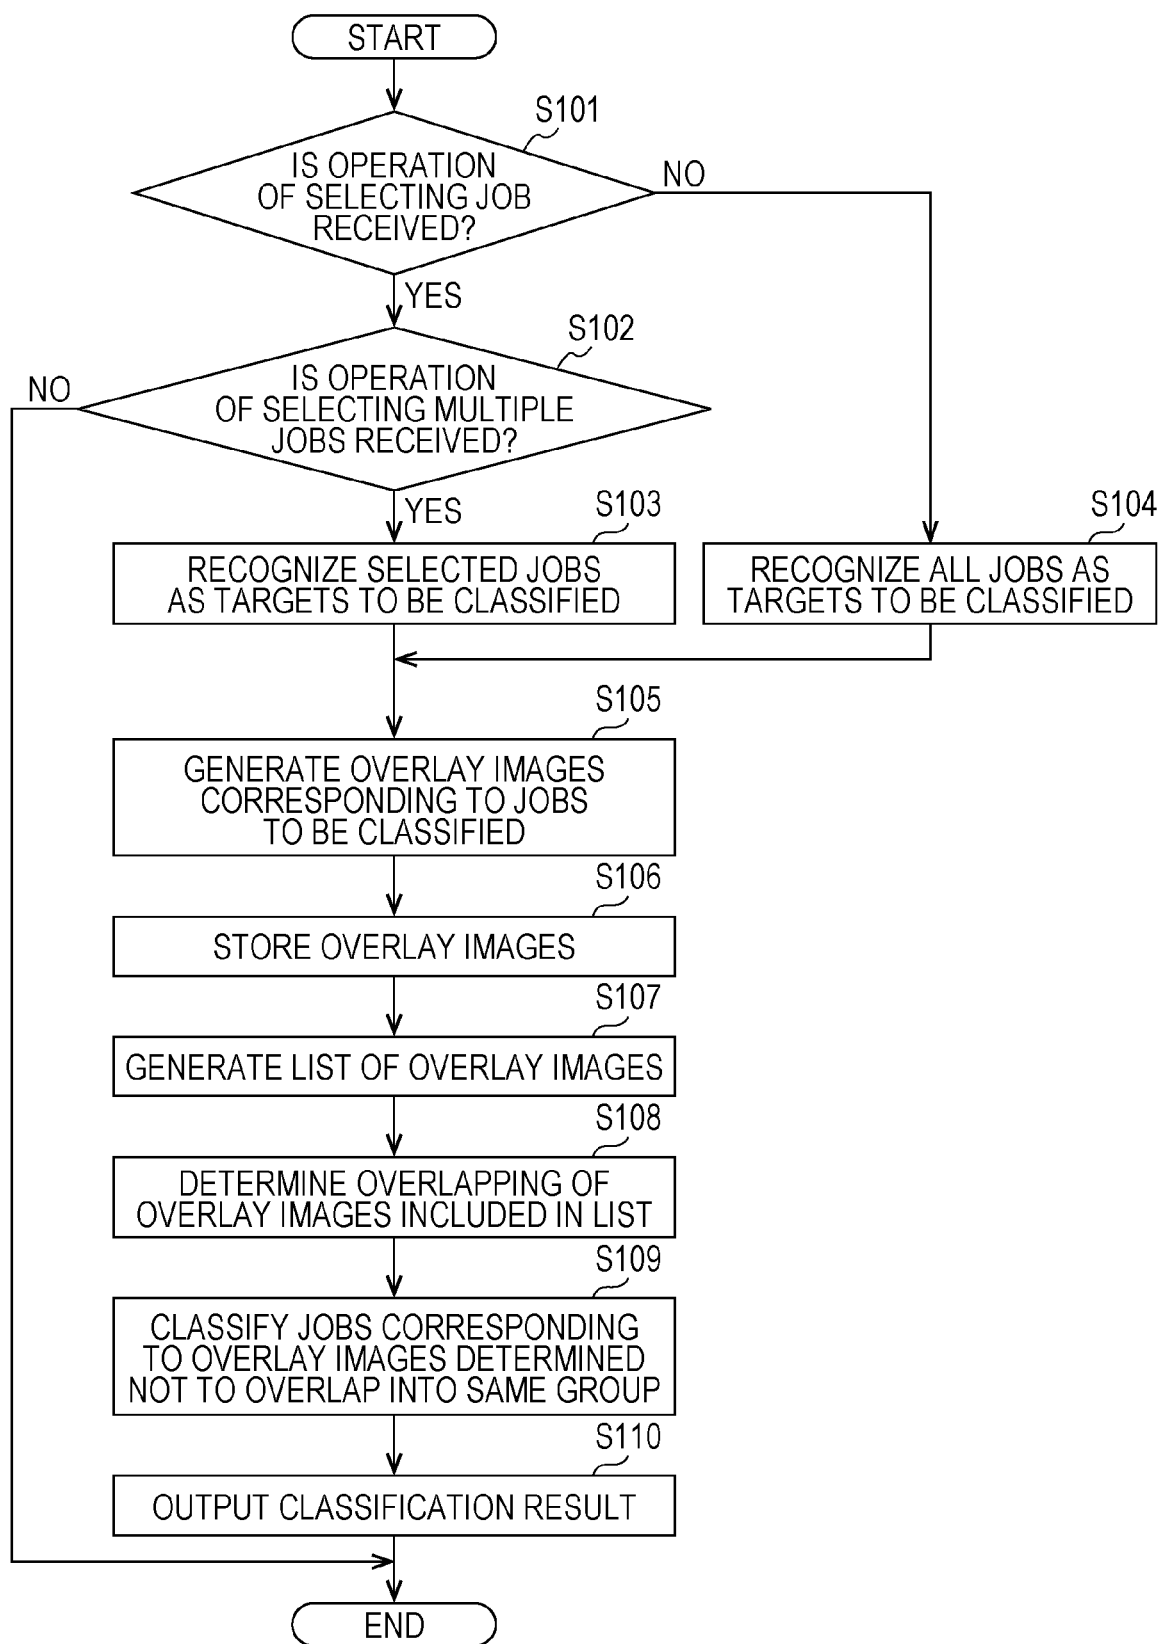 START
S101
IS OPERATION
OF SELECTING JOB
RECEIVED?
NO
YES
S102
IS OPERATION
OF SELECTING MULTIPLE
JOBS RECEIVED?
NO
YES
S103
RECOGNIZE SELECTED JOBS
AS TARGETS TO BE CLASSIFIED
S104
RECOGNIZE ALL JOBS AS
TARGETS TO BE CLASSIFIED
S105
GENERATE OVERLAY IMAGES
CORRESPONDING TO JOBS
TO BE CLASSIFIED
S106
STORE OVERLAY IMAGES
S107
GENERATE LIST OF OVERLAY IMAGES
S108
DETERMINE OVERLAPPING OF
OVERLAY IMAGES INCLUDED IN LIST
S109
CLASSIFY JOBS CORRESPONDING
TO OVERLAY IMAGES DETERMINED
NOT TO OVERLAP INTO SAME GROUP
S110
OUTPUT CLASSIFICATION RESULT
END